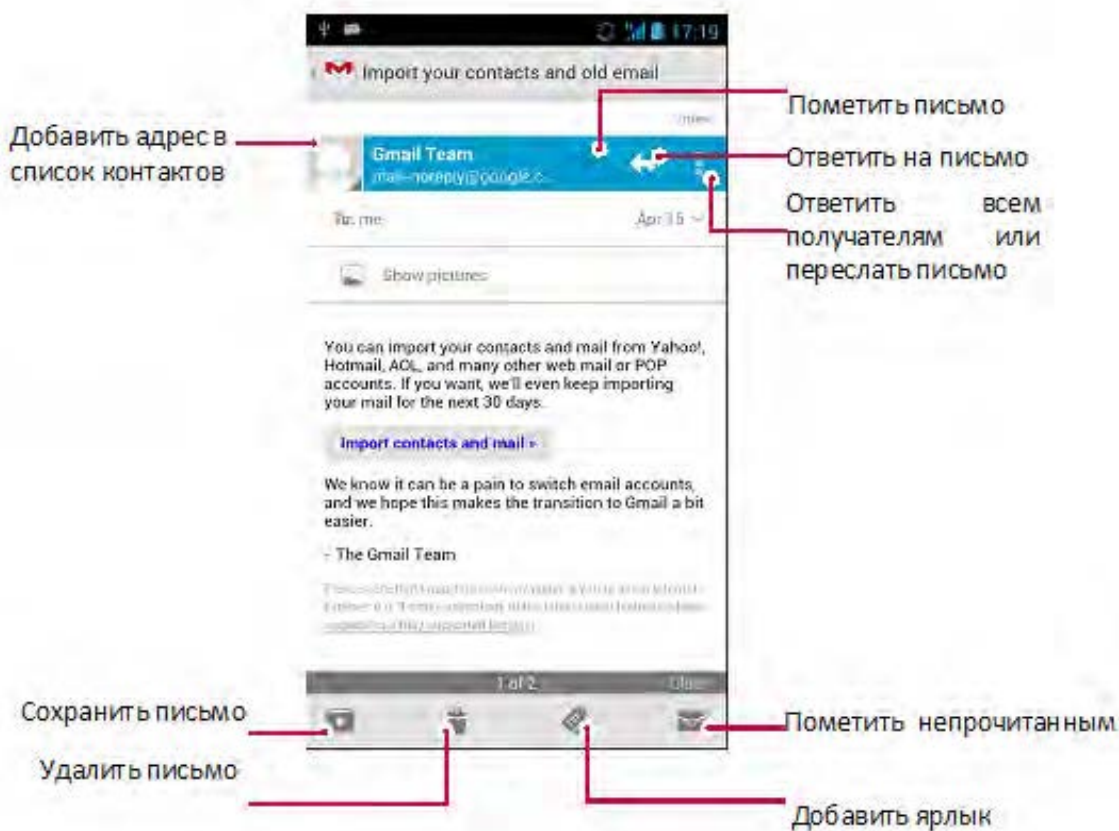 17:19
Import your contacts and old email
Пометить письмо
Добавить адрес в
список контактов
Gmail Team
Ответить на письмо
mail-noreply@google.c...
Ответить всем
получателям или
переслать письмо
To: me
Apr 15
Show pictures
You can import your contacts and mail from Yahoo!,
Hotmail, AOL, and many other web mail or POP
accounts. If you want, we'll even keep importing
your mail for the next 30 days.
Import contacts and mail »
We know it can be a pain to switch email accounts,
and we hope this makes the transition to Gmail a bit
easier.
- The Gmail Team
1 of 2
Older
Сохранить письмо
Пометить непрочитанным
Удалить письмо
Добавить ярлык